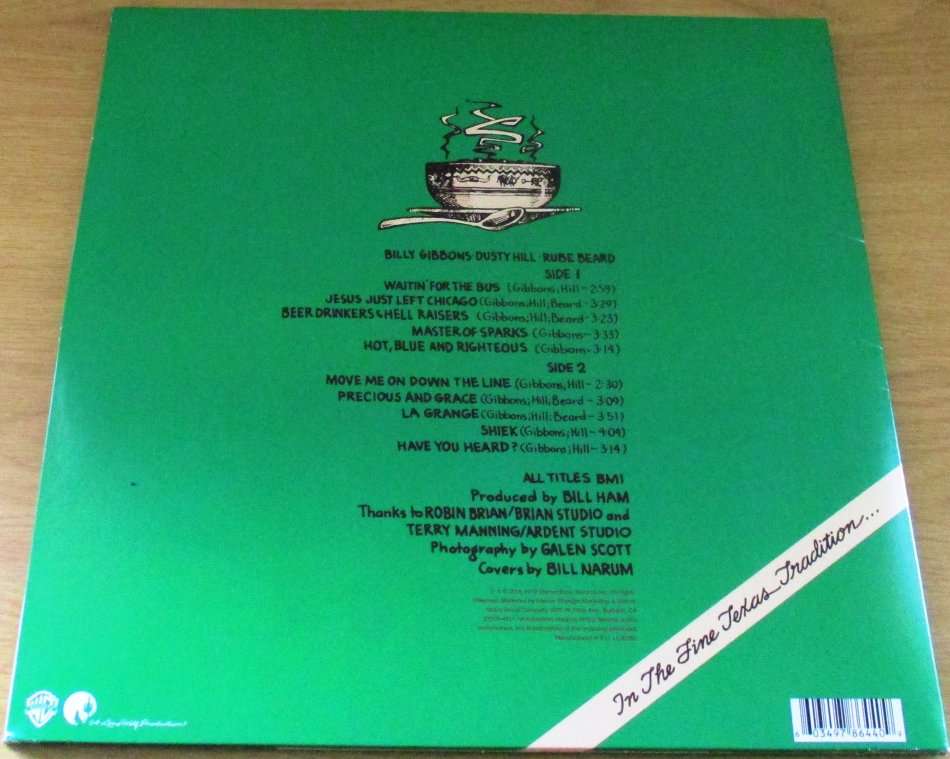 BILLY GIBBONS·DUSTY HILL·RUBE BEARD
SIDE 1
WAITIN' FOR THE BUS (Gibbons; Hill-2:59)
JESUS JUST LEFT CHICAGO (Gibbons; Hill; Beard-3:29)
BEER DRINKERS & HELL RAISERS (Gibbons; Hill; Beard-3:23)
MASTER OF SPARKS (Gibbons-3:33)
HOT, BLUE AND RIGHTEOUS (Gibbons-3:14)
SIDE 2
MOVE ME ON DOWN THE LINE (Gibbons; Hill-2:30)
PRECIOUS AND GRACE (Gibbons; Hill; Beard-3:09)
LA GRANGE (Gibbons; Hill; Beard-3:51)
SHIEK (Gibbons; Hill-4:04)
HAVE YOU HEARD? (Gibbons; Hill-3:14)
ALL TITLES BMI
Produced by BILL HAM
Thanks to ROBIN BRIAN/BRIAN STUDIO and
TERRY MANNING/ARDENT STUDIO
Photography by GALEN SCOTT
Covers by BILL NARUM
In The Fine Texas Tradition...
WB
6 03497 86440